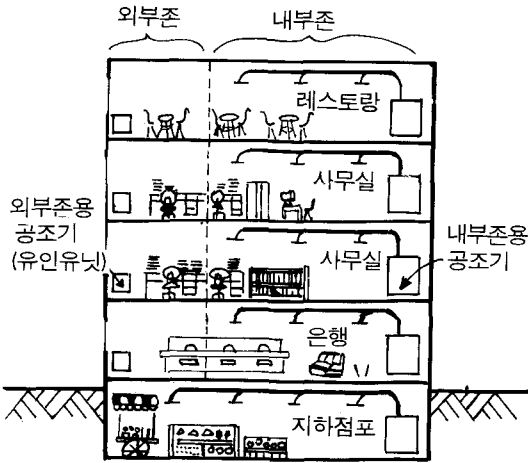 외부존
내부존
레스토랑
사무실
외부존용
공조기
(유인유닛)
사무실
내부존용
공조기
은행
지하점포